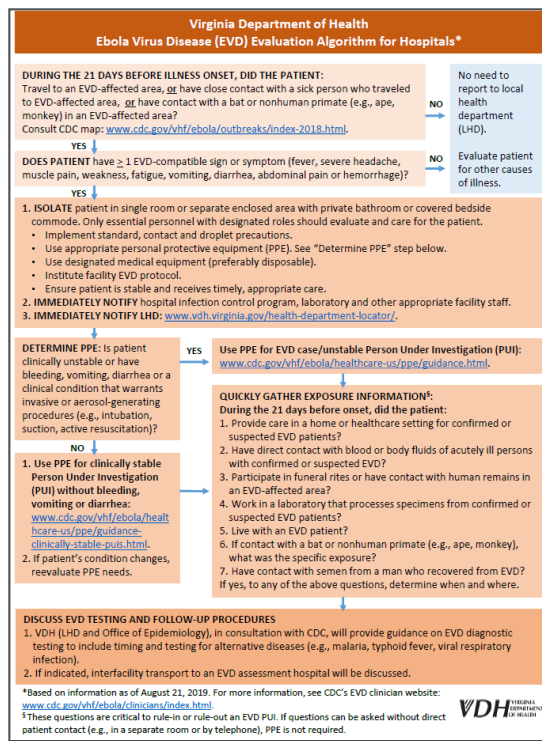 Virginia Department of Health
Ebola Virus Disease (EVD) Evaluation Algorithm for Hospitals*
DURING THE 21 DAYS BEFORE ILLNESS ONSET, DID THE PATIENT:
Travel to an EVD-affected area, or have close contact with a sick person who traveled
to EVD-affected area, or have contact with a bat or nonhuman primate (e.g., ape,
monkey) in an EVD-affected area?
Consult CDC map: www.cdc.gov/vhf/ebola/outbreaks/index-2018.html.
NO
No need to
report to local
health
department
(LHD).
Evaluate patient
for other causes
of illness.
YES
DOES PATIENT have > 1 EVD-compatible sign or symptom (fever, severe headache,
muscle pain, weakness, fatigue, vomiting, diarrhea, abdominal pain or hemorrhage)?
NO
YES
1. ISOLATE patient in single room or separate enclosed area with private bathroom or covered bedside
commode. Only essential personnel with designated roles should evaluate and care for the patient.
• Implement standard, contact and droplet precautions.
• Use appropriate personal protective equipment (PPE). See “Determine PPE” step below.
• Use designated medical equipment (preferably disposable).
• Institute facility EVD protocol.
• Ensure patient is stable and receives timely, appropriate care.
2. IMMEDIATELY NOTIFY hospital infection control program, laboratory and other appropriate facility staff.
3. IMMEDIATELY NOTIFY LHD: www.vdh.virginia.gov/health-department-locator/.
DETERMINE PPE: Is patient
clinically unstable or have
bleeding, vomiting, diarrhea or a
clinical condition that warrants
invasive or aerosol-generating
procedures (e.g., intubation,
suction, active resuscitation)?
YES
Use PPE for EVD case/unstable Person Under Investigation (PUI):
www.cdc.gov/vhf/ebola/healthcare-us/ppe/guidance.html.
NO
1. Use PPE for clinically stable
Person Under Investigation
(PUI) without bleeding,
vomiting or diarrhea:
www.cdc.gov/vhf/ebola/healt
hcare-us/ppe/guidance-
clinically-stable-puis.html.
2. If patient’s condition changes,
reevaluate PPE needs.
QUICKLY GATHER EXPOSURE INFORMATION§:
During the 21 days before onset, did the patient:
1. Provide care in a home or healthcare setting for confirmed or
suspected EVD patients?
2. Have direct contact with blood or body fluids of acutely ill persons
with confirmed or suspected EVD?
3. Participate in funeral rites or have contact with human remains in
an EVD-affected area?
4. Work in a laboratory that processes specimens from confirmed or
suspected EVD patients?
5. Live with an EVD patient?
6. If contact with a bat or nonhuman primate (e.g., ape, monkey),
what was the specific exposure?
7. Have contact with semen from a man who recovered from EVD?
If yes, to any of the above questions, determine when and where.
DISCUSS EVD TESTING AND FOLLOW-UP PROCEDURES
1. VDH (LHD and Office of Epidemiology), in consultation with CDC, will provide guidance on EVD diagnostic
testing to include timing and testing for alternative diseases (e.g., malaria, typhoid fever, viral respiratory
infection).
2. If indicated, interfacility transport to an EVD assessment hospital will be discussed.
*Based on information as of August 21, 2019. For more information, see CDC’s EVD clinician website:
www.cdc.gov/vhf/ebola/clinicians/index.html.
§ These questions are critical to rule-in or rule-out an EVD PUI. If questions can be asked without direct
patient contact (e.g., in a separate room or by telephone), PPE is not required.
VDH VIRGINIA
DEPARTMENT
OF HEALTH